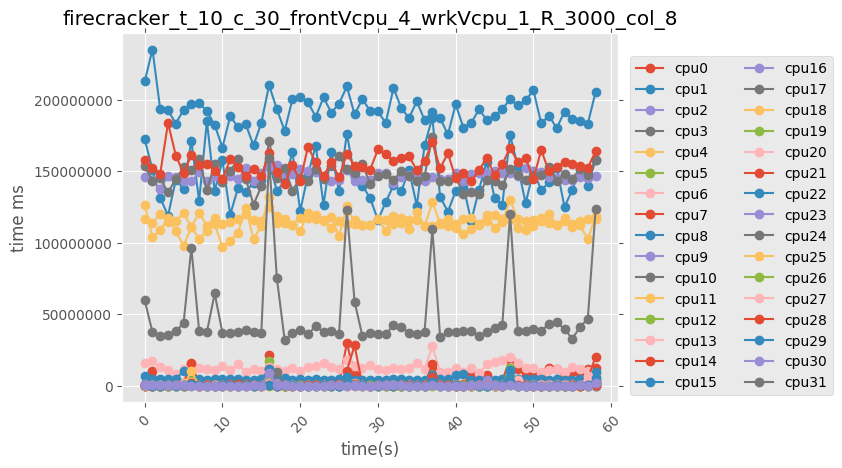 firecracker_t_10_c_30_frontVcpu_4_wrkVcpu_1_R_3000_col_8
time ms
200000000
150000000
100000000
50000000
0
0
10
20
30
40
50
60
time(s)
cpu0
cpu1
cpu2
cpu3
cpu4
cpu5
cpu6
cpu7
cpu8
cpu9
cpu10
cpu11
cpu12
cpu13
cpu14
cpu15
cpu16
cpu17
cpu18
cpu19
cpu20
cpu21
cpu22
cpu23
cpu24
cpu25
cpu26
cpu27
cpu28
cpu29
cpu30
cpu31